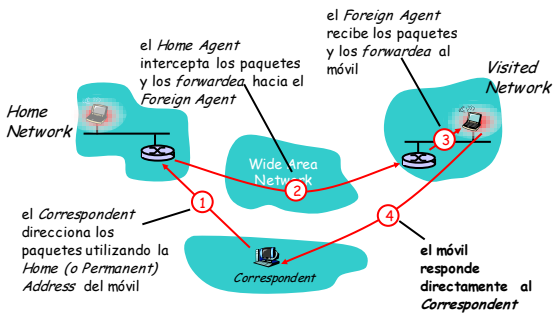 el Home Agent
intercepta los paquetes
y los forwardea hacia el
Foreign Agent
el Foreign Agent
recibe los paquetes
y los forwardea al
móvil
Visited
Network
Home
Network
Wide Area
Network
1
2
3
4
el Correspondent
direcciona los
paquetes utilizando la
Home (o Permanent)
Address del móvil
Correspondent
el móvil
responde
directamente al
Correspondent